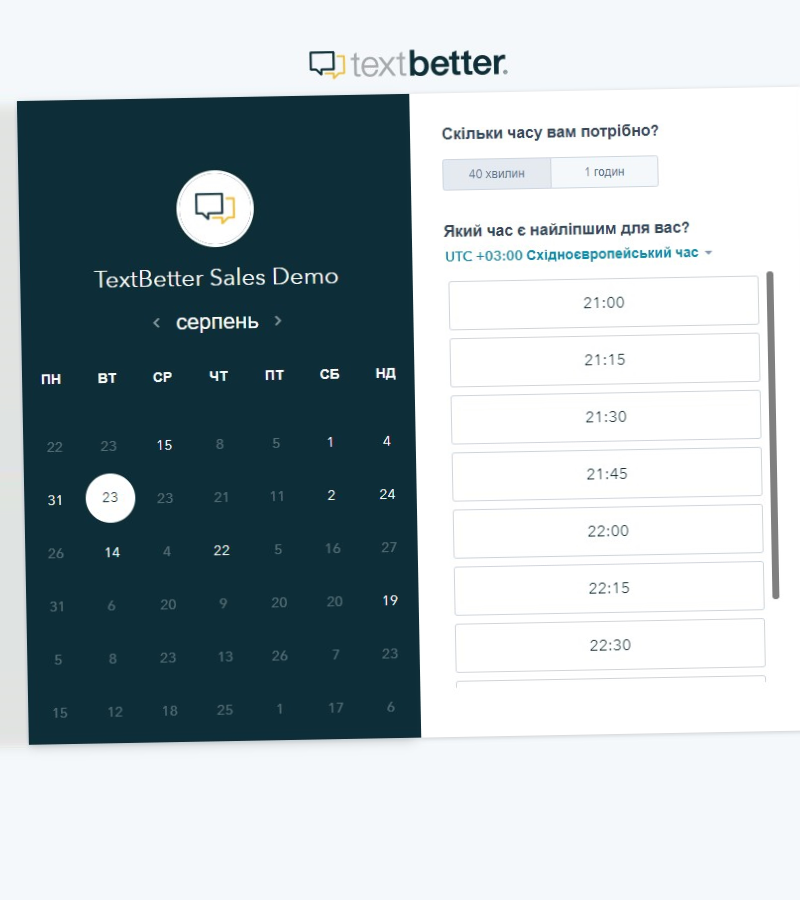 textbetter.
TextBetter Sales Demo
серпень
ПН ВТ СР ЧТ ПТ СБ НД
22 23 15 8 5 1 4
31 23 23 21 11 2 24
26 14 4 22 5 16 27
31 6 20 9 20 20 19
5 8 23 13 26 7 23
15 12 18 25 1 17 6
Скільки часу вам потрібно?
40 хвилин 1 годин
Який час є найліпшим для вас?
UTC +03:00 Східноєвропейський час
21:00
21:15
21:30
21:45
22:00
22:15
22:30